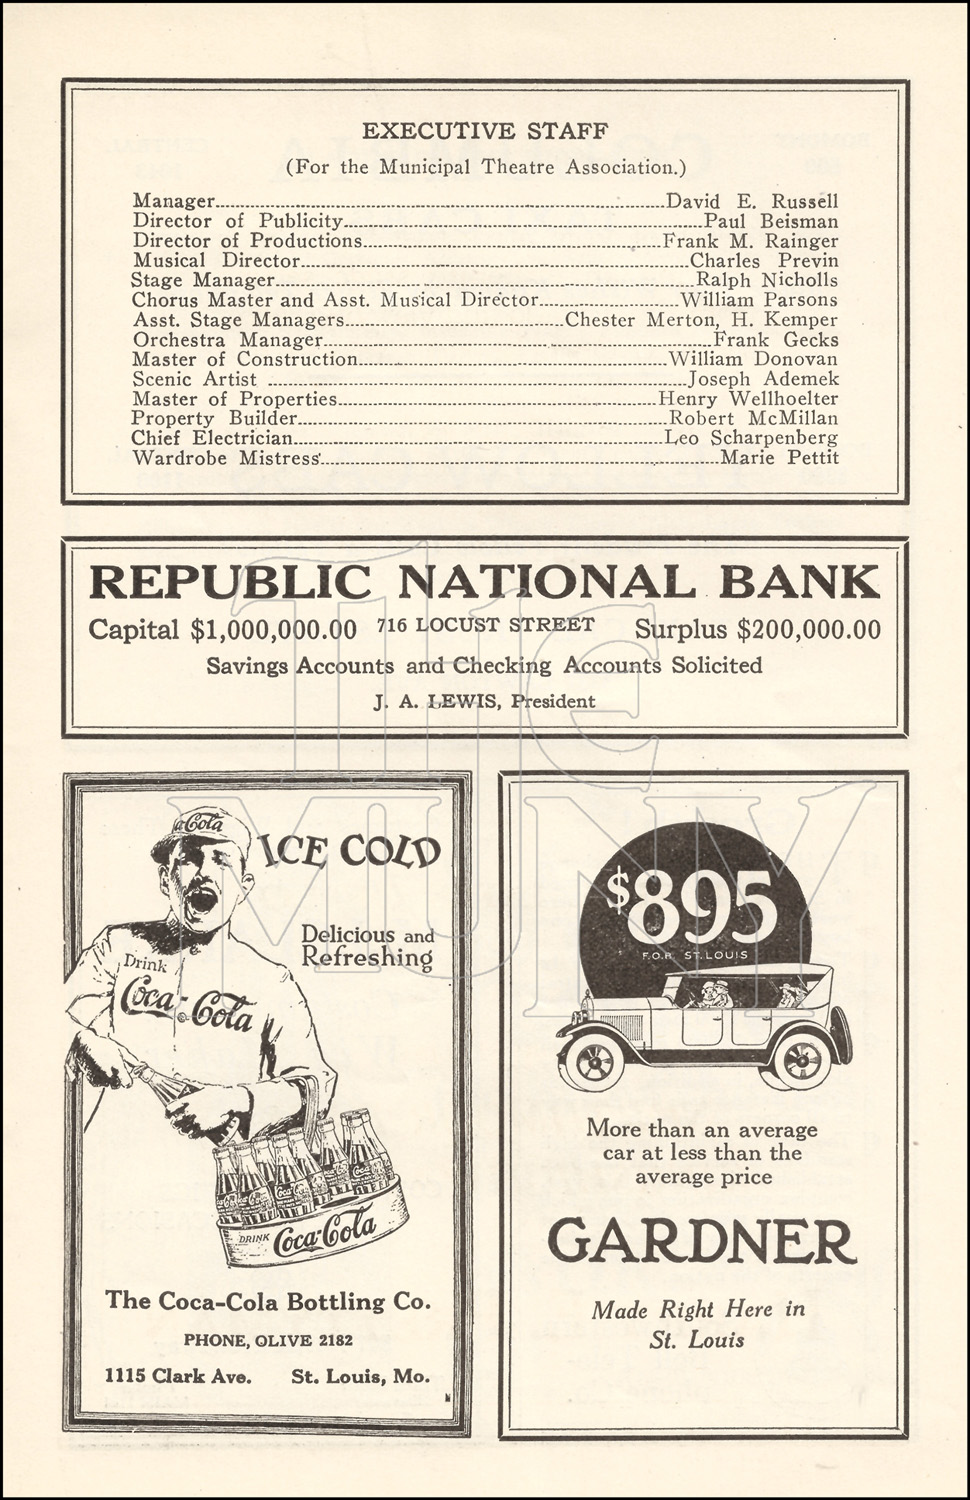 EXECUTIVE STAFF
(For the Municipal Theatre Association.)
Manager........David E. Russell
Director of Publicity........Paul Beisman
Director of Productions........Frank M. Rainger
Musical Director........Charles Previn
Stage Manager........Ralph Nicholls
Chorus Master and Asst. Musical Director........William Parsons
Asst. Stage Managers........Chester Merton, H. Kemper
Orchestra Manager........Frank Gecks
Master of Construction........William Donovan
Scenic Artist ........Joseph Ademek
Master of Properties........Henry Wellhoelter
Property Builder........Robert McMillan
Chief Electrician........Leo Scharpenberg
Wardrobe Mistress........Marie Pettit
REPUBLIC NATIONAL BANK
Capital $1,000,000.00 716 LOCUST STREET Surplus $200,000.00
Savings Accounts and Checking Accounts Solicited
J. A. LEWIS, President
The
MUNY
a-Cola
ICE COLD
Delicious and
Refreshing
Drink
Coca-Cola
DRINK Coca-Cola
The Coca-Cola Bottling Co.
PHONE, OLIVE 2182
1115 Clark Ave. St. Louis, Mo.
$895
F.O.B. ST. LOUIS
More than an average
car at less than the
average price
GARDNER
Made Right Here in
St. Louis